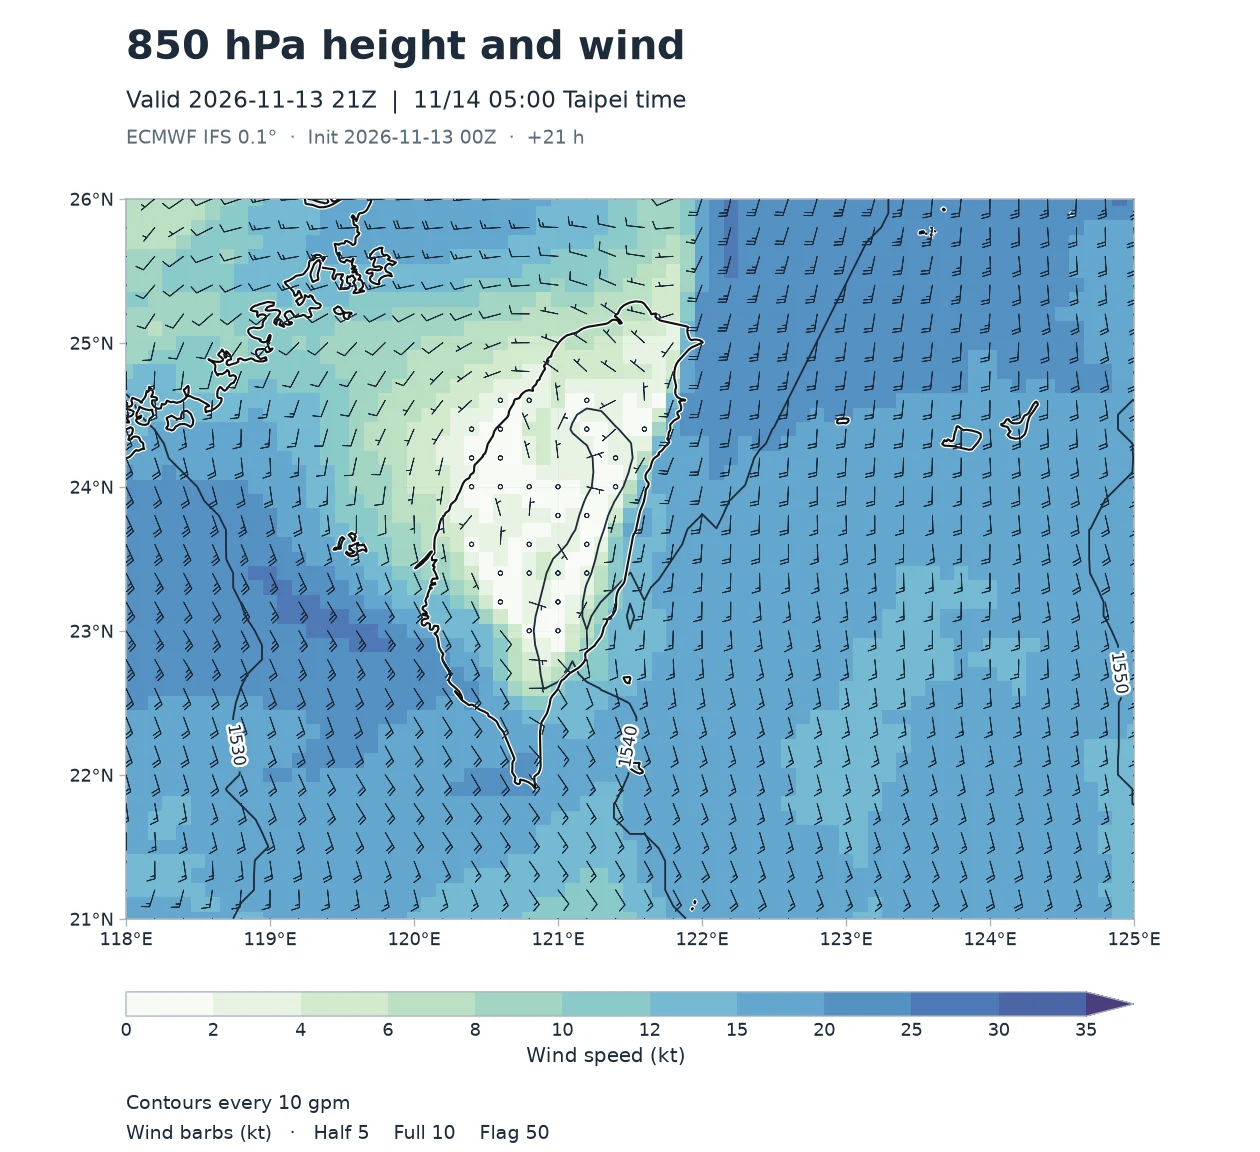 850 hPa height and wind
Valid 2026-11-13 21Z | 11/14 05:00 Taipei time
ECMWF IFS 0.1° · Init 2026-11-13 00Z · +21 h
26°N
25°N
24°N
23°N
22°N
21°N
1530
1540
1550
118°E 119°E 120°E 121°E 122°E 123°E 124°E 125°E
0 2 4 6 8 10 12 15 20 25 30 35
Wind speed (kt)
Contours every 10 gpm
Wind barbs (kt) · Half 5 Full 10 Flag 50